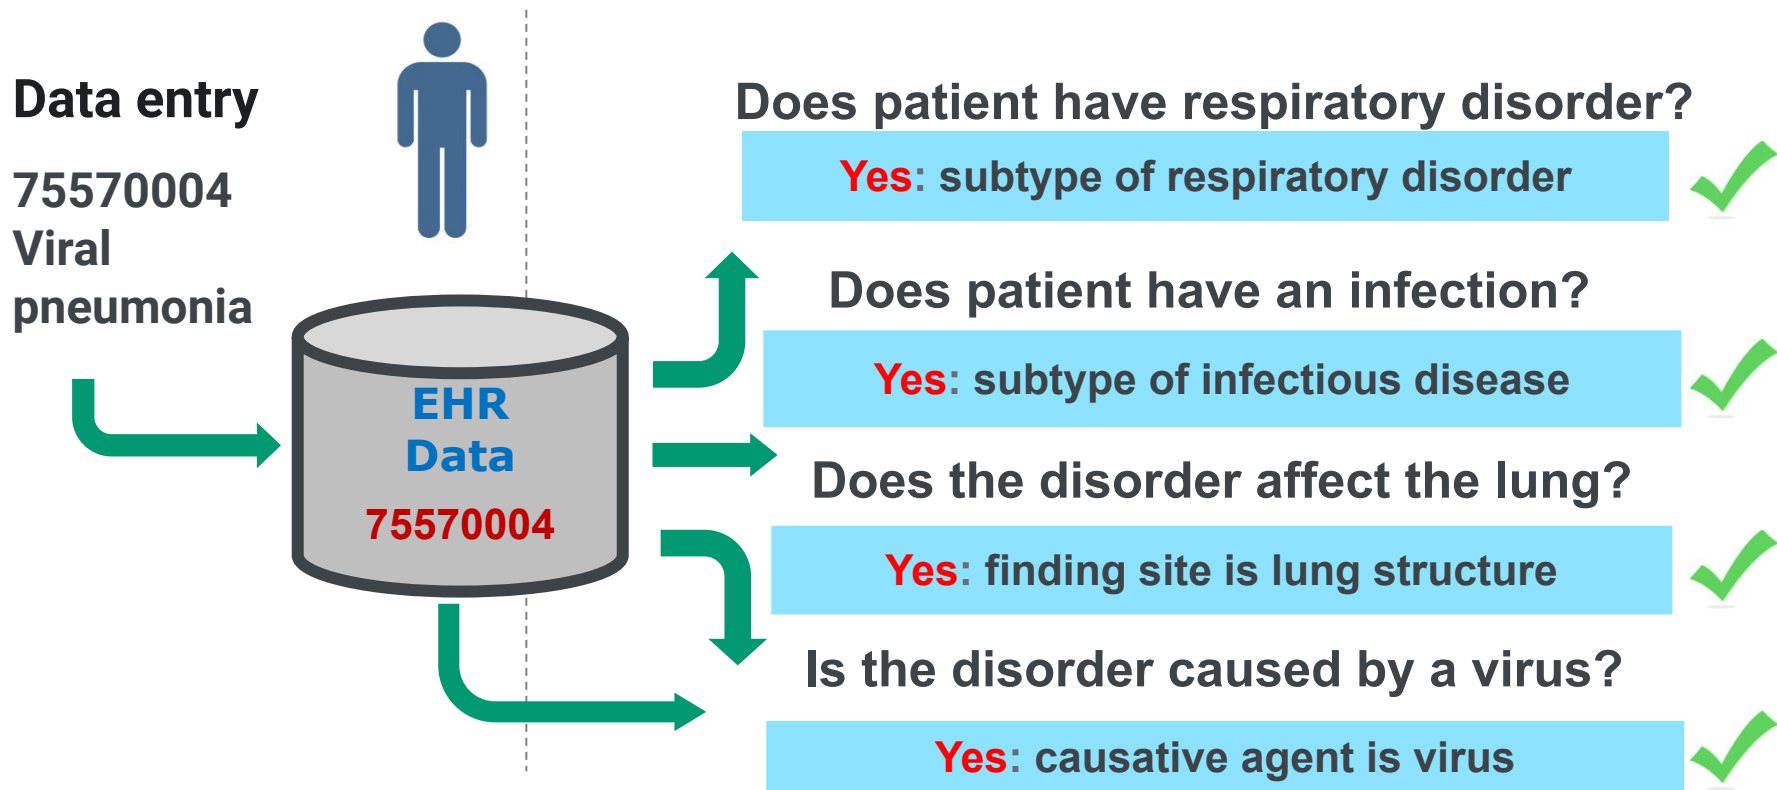 Data entry
75570004
Viral
pneumonia
EHR
Data
75570004
Does patient have respiratory disorder?
Yes: subtype of respiratory disorder
Does patient have an infection?
Yes: subtype of infectious disease
Does the disorder affect the lung?
Yes: finding site is lung structure
Is the disorder caused by a virus?
Yes: causative agent is virus